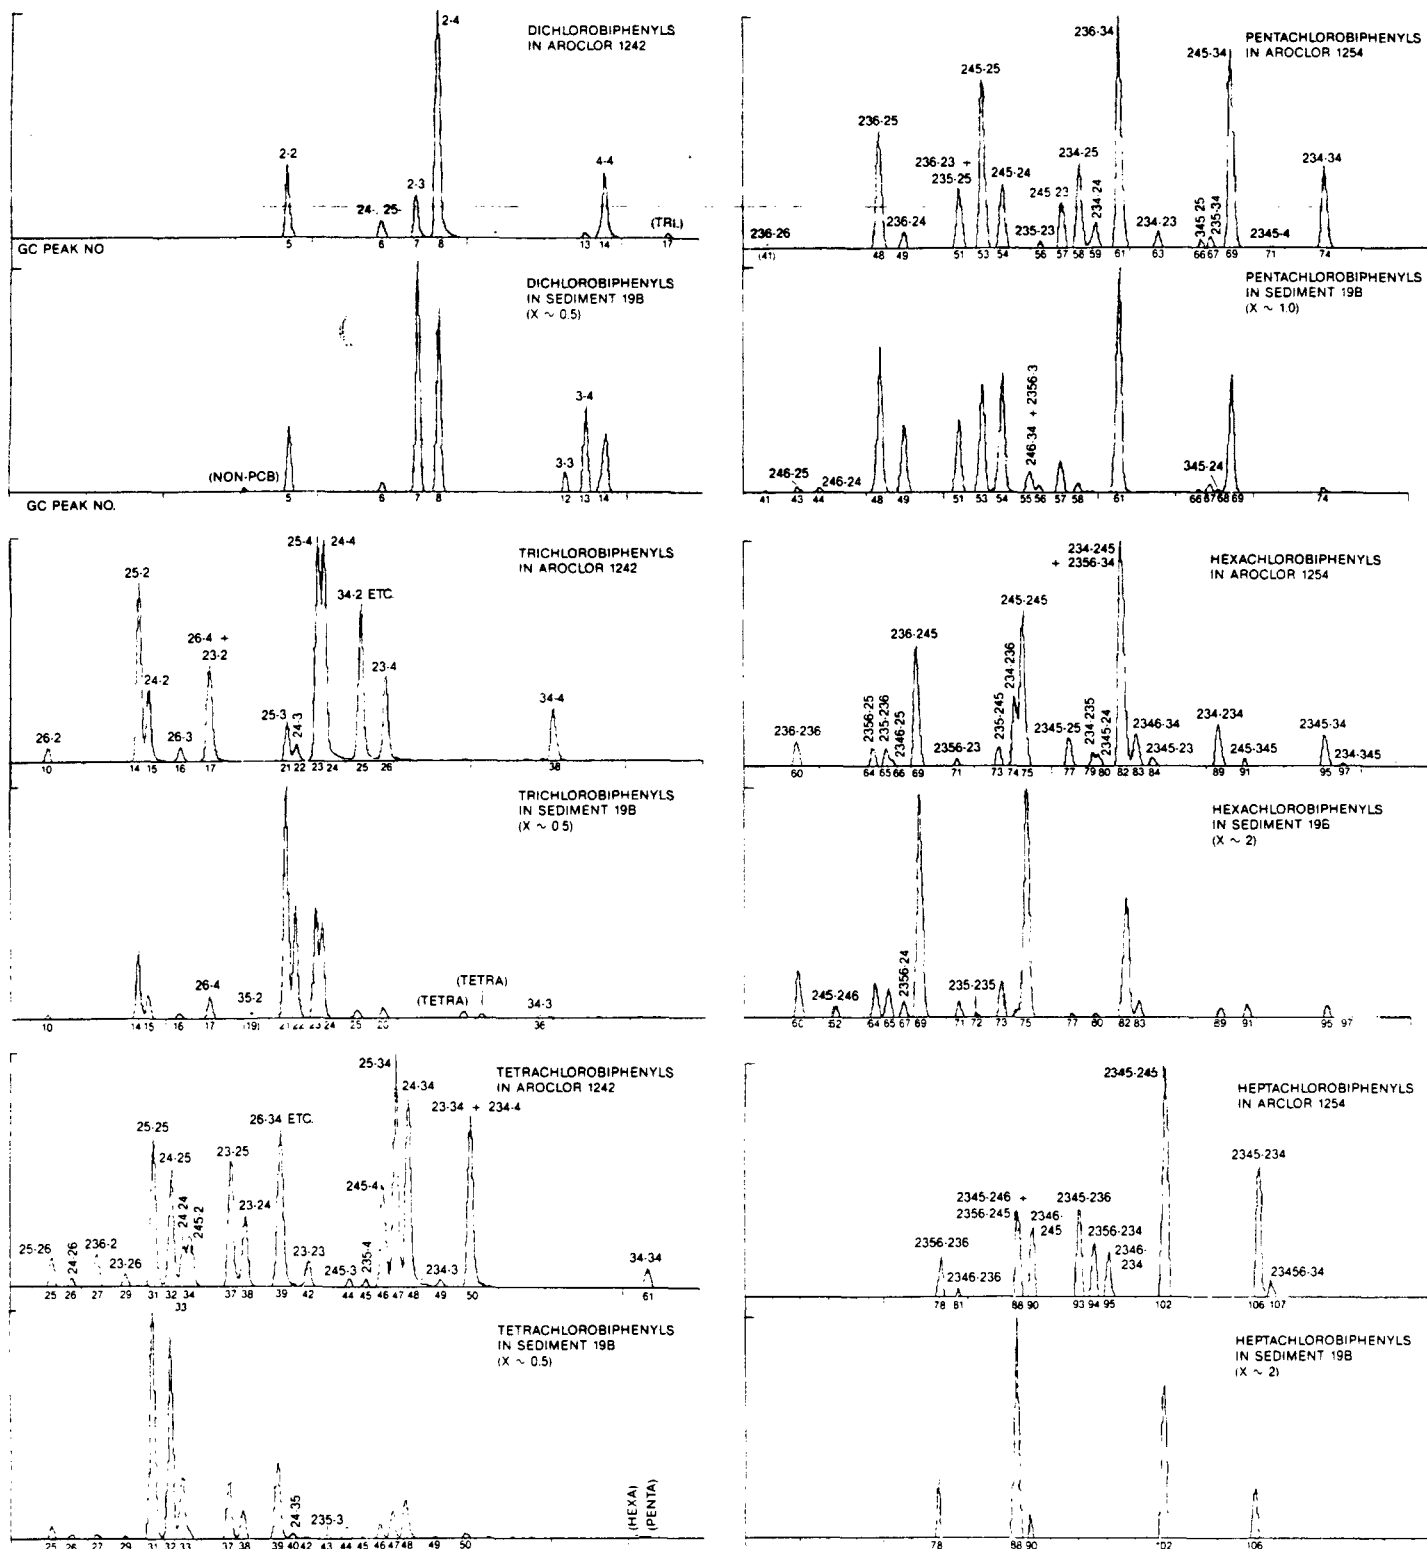 2-4
DICHLOROBIPHENYLS
IN AROCLOR 1242
2-2
24-, 25-
2-3
4-4
(TRI.)
GC PEAK NO
5 6 7 8 13 14 17
DICHLOROBIPHENYLS
IN SEDIMENT 19B
(X ~ 0.5)
3-4
(NON-PCB)
3-3
5 6 7 8 12 13 14
GC PEAK NO.
25-4
24-4
TRICHLOROBIPHENYLS
IN AROCLOR 1242
25-2
34-2 ETC.
26-4 +
23-2
24-2
23-4
25-3
24-3
34-4
26-2
26-3
10 14 15 16 17 21 22 23 24 25 26 38
TRICHLOROBIPHENYLS
IN SEDIMENT 19B
(X ~ 0.5)
(TETRA)
35-2
26-4
(TETRA)
34-3
10 14 15 16 17 (19) 21 22 23 24 25 26 36
25-34
TETRACHLOROBIPHENYLS
IN AROCLOR 1242
24-34
23-34 + 234-4
26-34 ETC.
25-25
24-25
23-25
24-24
245-2
23-24
245-4
25-26
24-26
236-2
23-26
23-23
245-3
235-4
234-3
34-34
25 26 27 29 31 32 34 37 38 39 42 44 45 46 47 48 49 50 61
33
TETRACHLOROBIPHENYLS
IN SEDIMENT 19B
(X ~ 0.5)
24-35
235-3
(HEXA)
(PENTA)
25 26 27 29 31 32 33 37 38 39 40 42 43 44 45 46 47 48 49 50
236-34
PENTACHLOROBIPHENYLS
IN AROCLOR 1254
245-34
245-25
236-25
236-23 +
235-25
245-24
234-25
234-34
245-23
234-24
236-26
236-24
235-23
234-23
345-25
235-34
2345-4
(41) 48 49 51 53 54 56 57 58 59 61 63 66 67 69 71 74
PENTACHLOROBIPHENYLS
IN SEDIMENT 19B
(X ~ 1.0)
246-34 + 2356-3
246-25
246-24
345-24
41 43 44 48 49 51 53 54 55 56 57 58 61 66 67 68 69 74
234-245
+ 2356-34
HEXACHLOROBIPHENYLS
IN AROCLOR 1254
245-245
236-245
234-236
236-236
2356-25
235-236
2346-25
2356-23
235-245
2345-25
234-235
2345-24
2346-34
2345-23
234-234
245-345
2345-34
234-345
60 64 65 66 69 71 73 74 75 77 79 80 82 83 84 89 91 95 97
HEXACHLOROBIPHENYLS
IN SEDIMENT 19B
(X ~ 2)
245-246
2356-24
235-235
60 52 64 65 67 69 71 72 73 75 77 80 82 83 89 91 95 97
2345-245
HEPTACHLOROBIPHENYLS
IN ARCLOR 1254
2345-234
2345-246 +
2356-245
2345-236
2346-
245
2356-236
2356-234
2346-
234
2346-236
23456-34
78 81 88 90 93 94 95 102 106 107
HEPTACHLOROBIPHENYLS
IN SEDIMENT 19B
(X ~ 2)
78 88 90 102 106